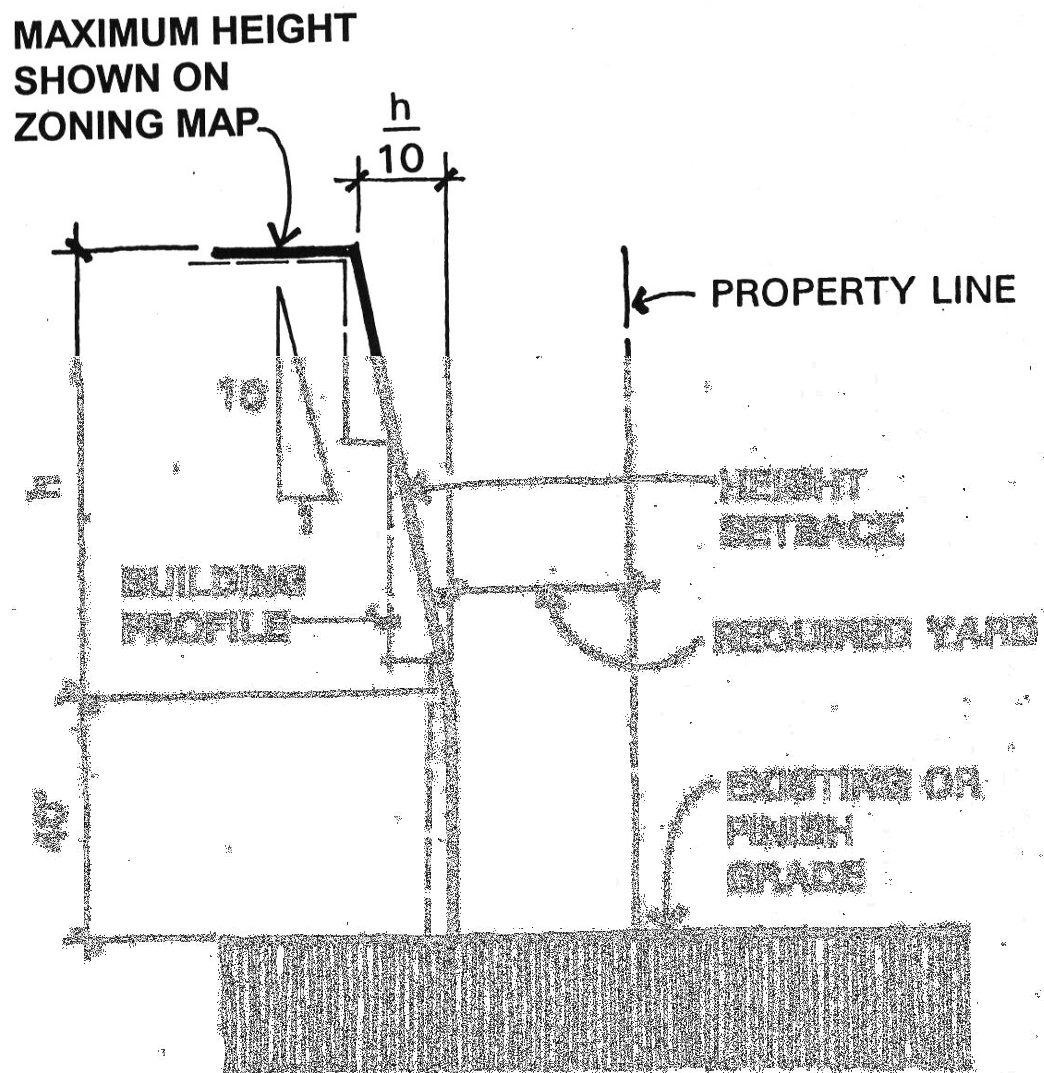 MAXIMUM HEIGHT
SHOWN ON
ZONING MAP
h
10
PROPERTY LINE
10
h
HEIGHT
SETBACK
1
BUILDING
PROFILE
REQUIRED YARD
EXISTING OR
FINISH
GRADE